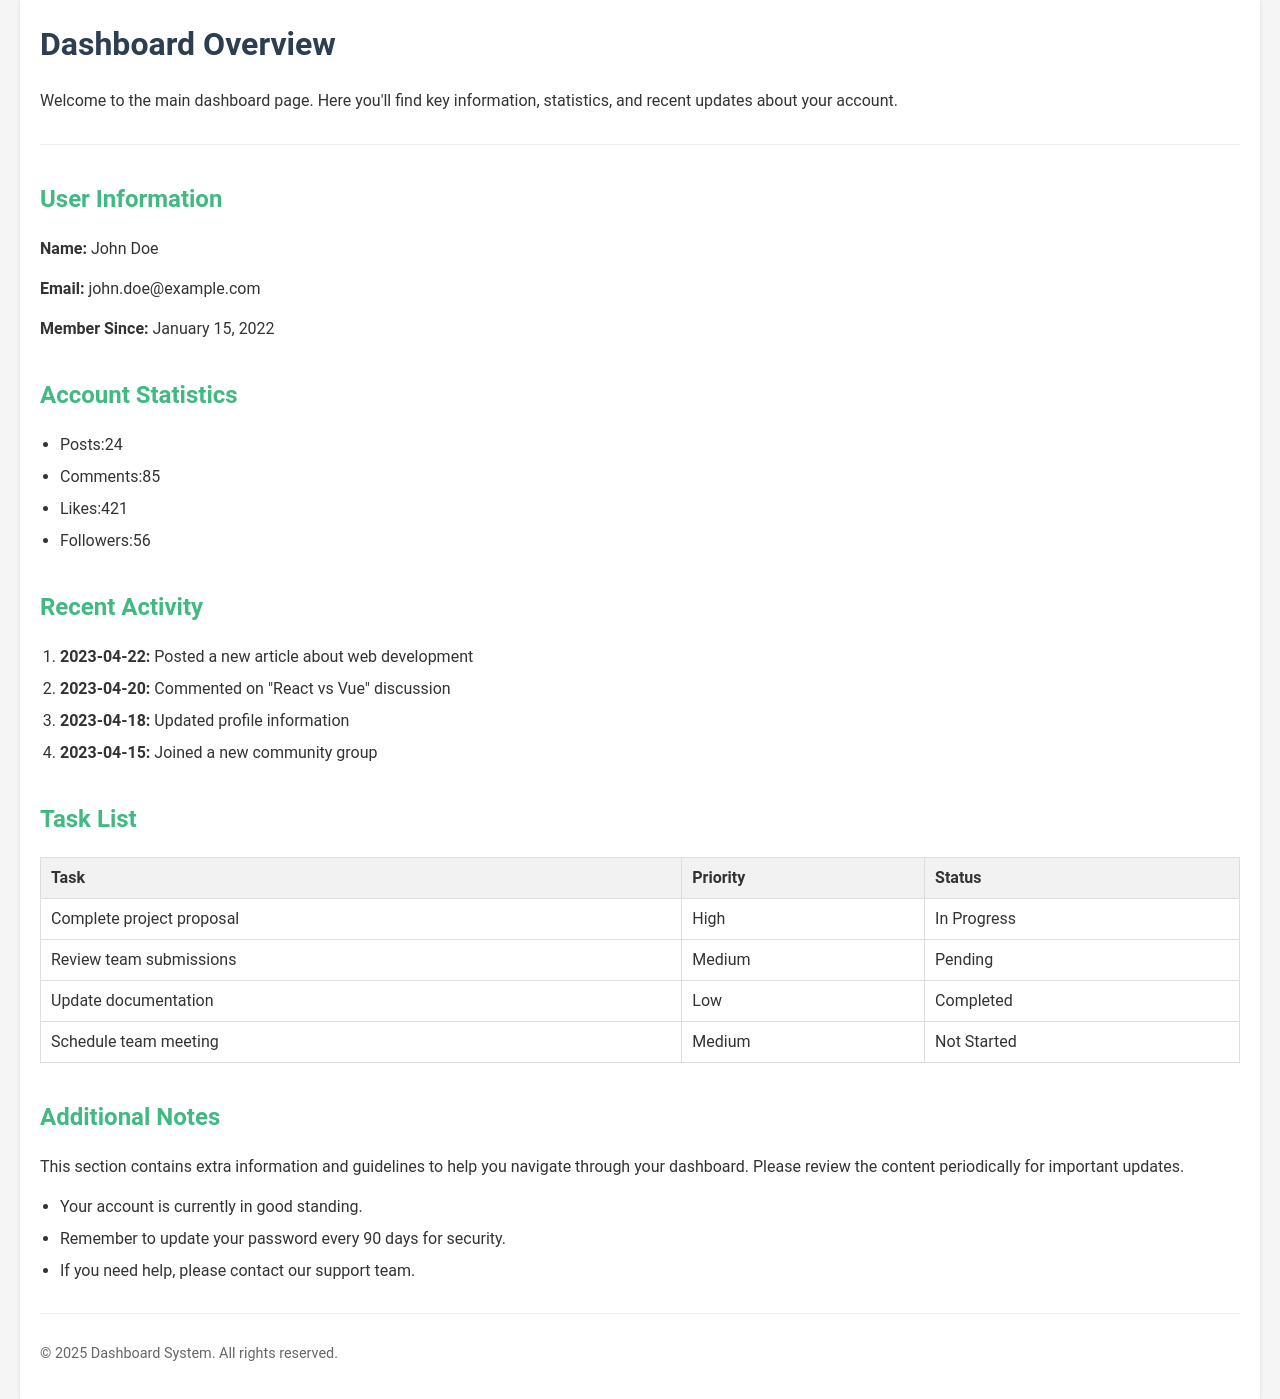 Dashboard Overview
Welcome to the main dashboard page. Here you'll find key information, statistics, and recent updates about your account.
User Information
Name: John Doe
Email: john.doe@example.com
Member Since: January 15, 2022
Account Statistics
• Posts:24
• Comments:85
• Likes:421
• Followers:56
Recent Activity
1. 2023-04-22: Posted a new article about web development
2. 2023-04-20: Commented on "React vs Vue" discussion
3. 2023-04-18: Updated profile information
4. 2023-04-15: Joined a new community group
Task List
Task Priority Status
Complete project proposal High In Progress
Review team submissions Medium Pending
Update documentation Low Completed
Schedule team meeting Medium Not Started
Additional Notes
This section contains extra information and guidelines to help you navigate through your dashboard. Please review the content periodically for important updates.
• Your account is currently in good standing.
• Remember to update your password every 90 days for security.
• If you need help, please contact our support team.
© 2025 Dashboard System. All rights reserved.